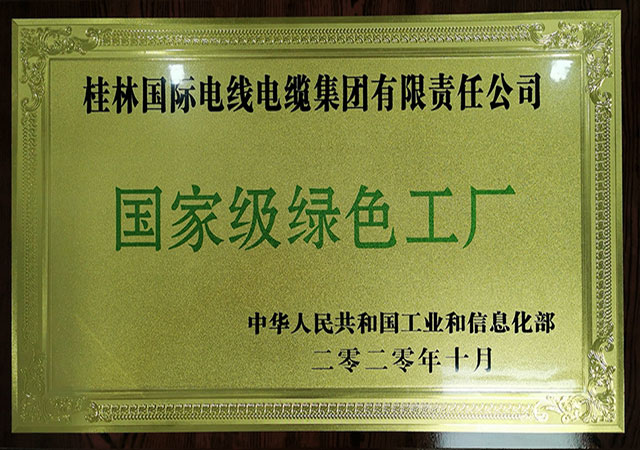 桂林国际电线电缆集团有限责任公司
国家级绿色工厂
中华人民共和国工业和信息化部
二零二零年十月